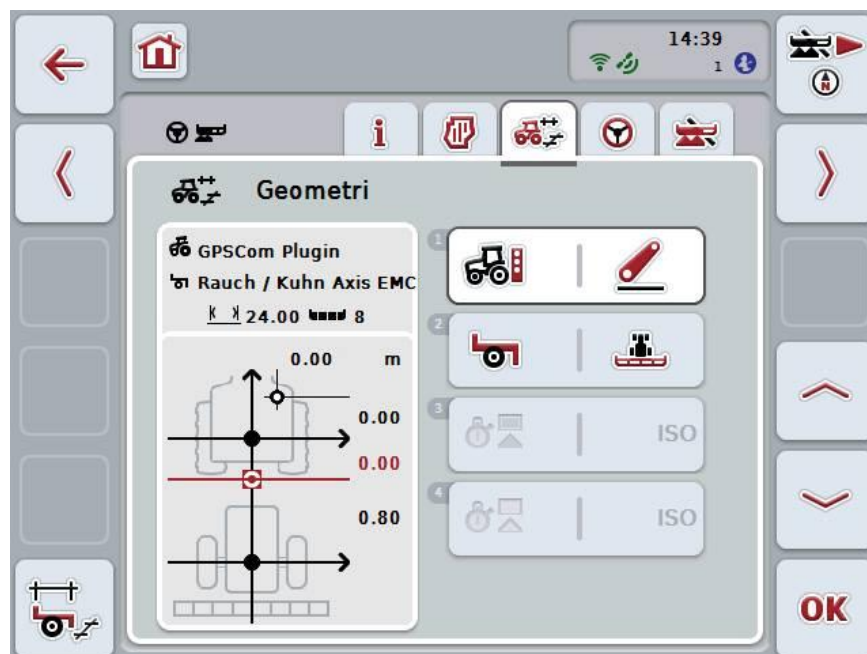 14:39
1
i
N
Geometri
GPSCom Plugin
Rauch / Kuhn Axis EMC
24.00 8
0.00 m
0.00
0.00
0.80
1
2
3
ISO
4
ISO
OK